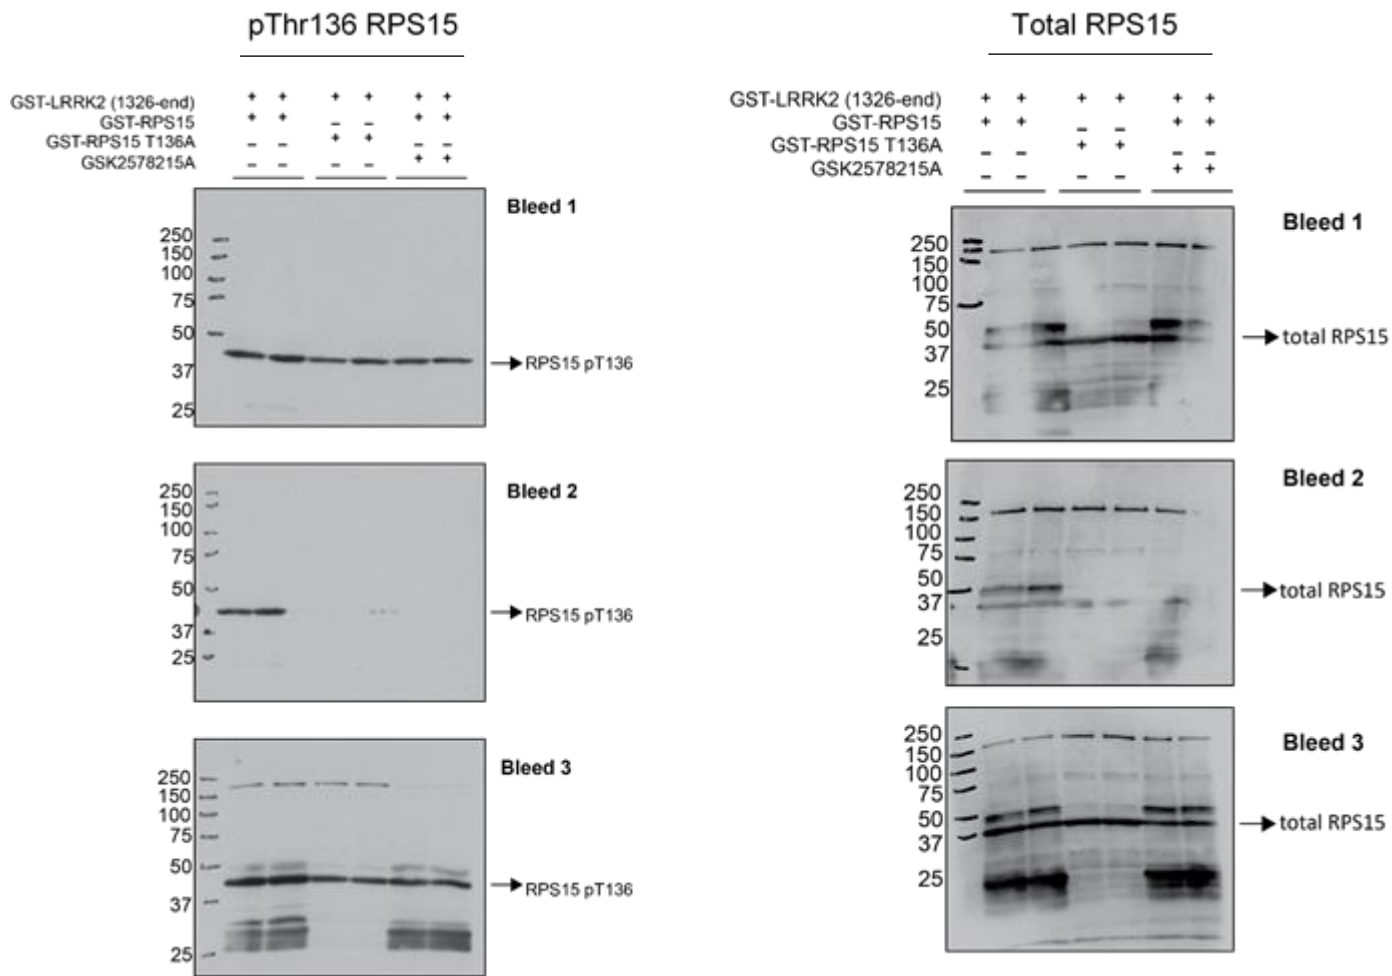 pThr136 RPS15
GST-LRRK2 (1326-end) + + + + + +
GST-RPS15 + + – – + +
GST-RPS15 T136A – – + + – –
GSK2578215A – – – – + +
Bleed 1
250
150
100
75
50
37
25
RPS15 pT136
Bleed 2
250
150
100
75
50
37
25
RPS15 pT136
Bleed 3
250
150
100
75
50
37
25
RPS15 pT136
Total RPS15
GST-LRRK2 (1326-end) + + + + + +
GST-RPS15 + + – – + +
GST-RPS15 T136A – – + + – –
GSK2578215A – – – – + +
Bleed 1
250
150
100
75
50
37
25
total RPS15
Bleed 2
250
150
100
75
50
37
25
total RPS15
Bleed 3
250
150
100
75
50
37
25
total RPS15